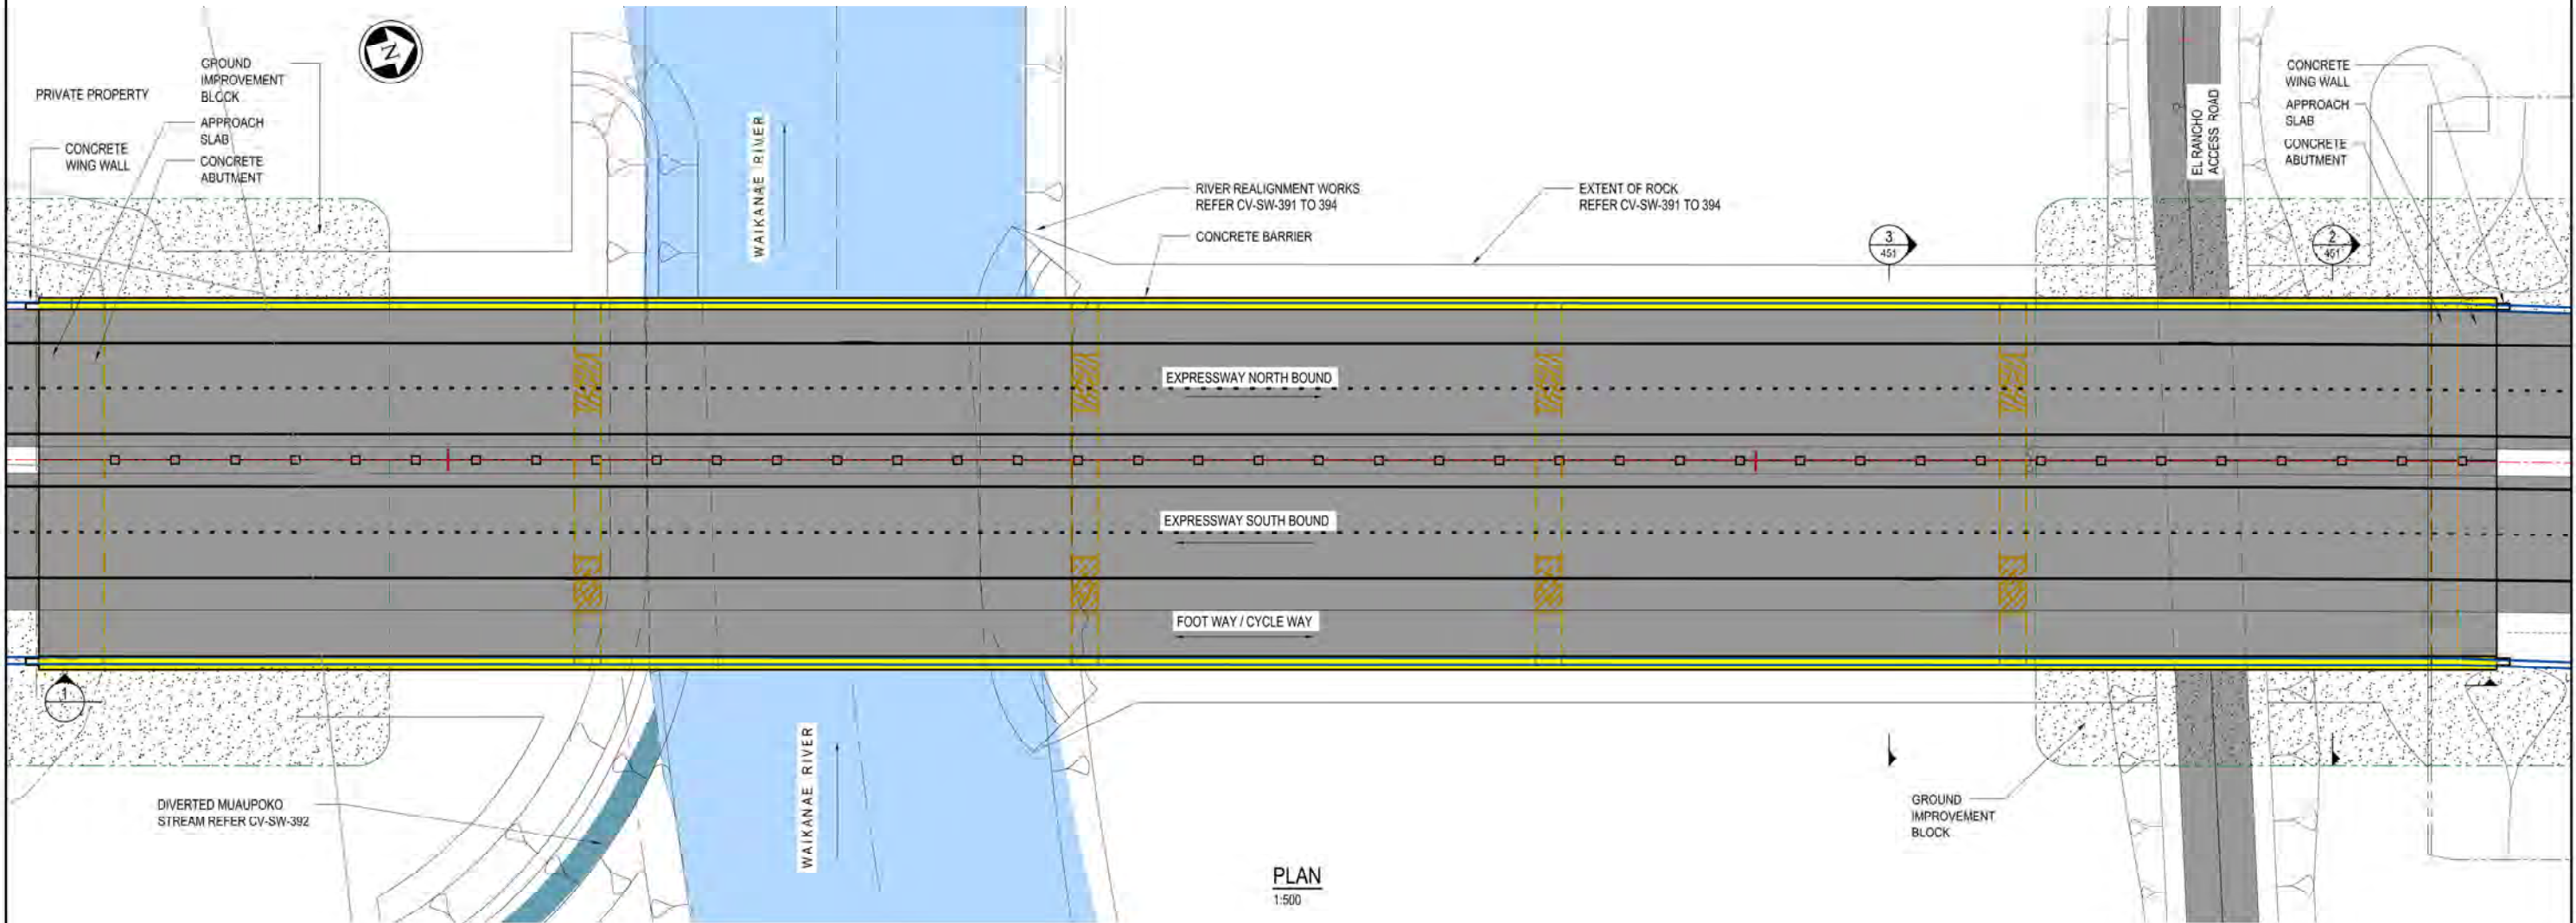 N
PRIVATE PROPERTY
GROUND
IMPROVEMENT
BLOCK
APPROACH
SLAB
CONCRETE
WING WALL
CONCRETE
ABUTMENT
WAIKANAE RIVER
RIVER REALIGNMENT WORKS
REFER CV-SW-391 TO 394
CONCRETE BARRIER
EXTENT OF ROCK
REFER CV-SW-391 TO 394
3
451
EL RANCHO
ACCESS ROAD
2
451
CONCRETE
WING WALL
APPROACH
SLAB
CONCRETE
ABUTMENT
EXPRESSWAY NORTH BOUND
EXPRESSWAY SOUTH BOUND
FOOT WAY / CYCLE WAY
1
DIVERTED MUAUPOKO
STREAM REFER CV-SW-392
WAIKANAE RIVER
GROUND
IMPROVEMENT
BLOCK
PLAN
1:500